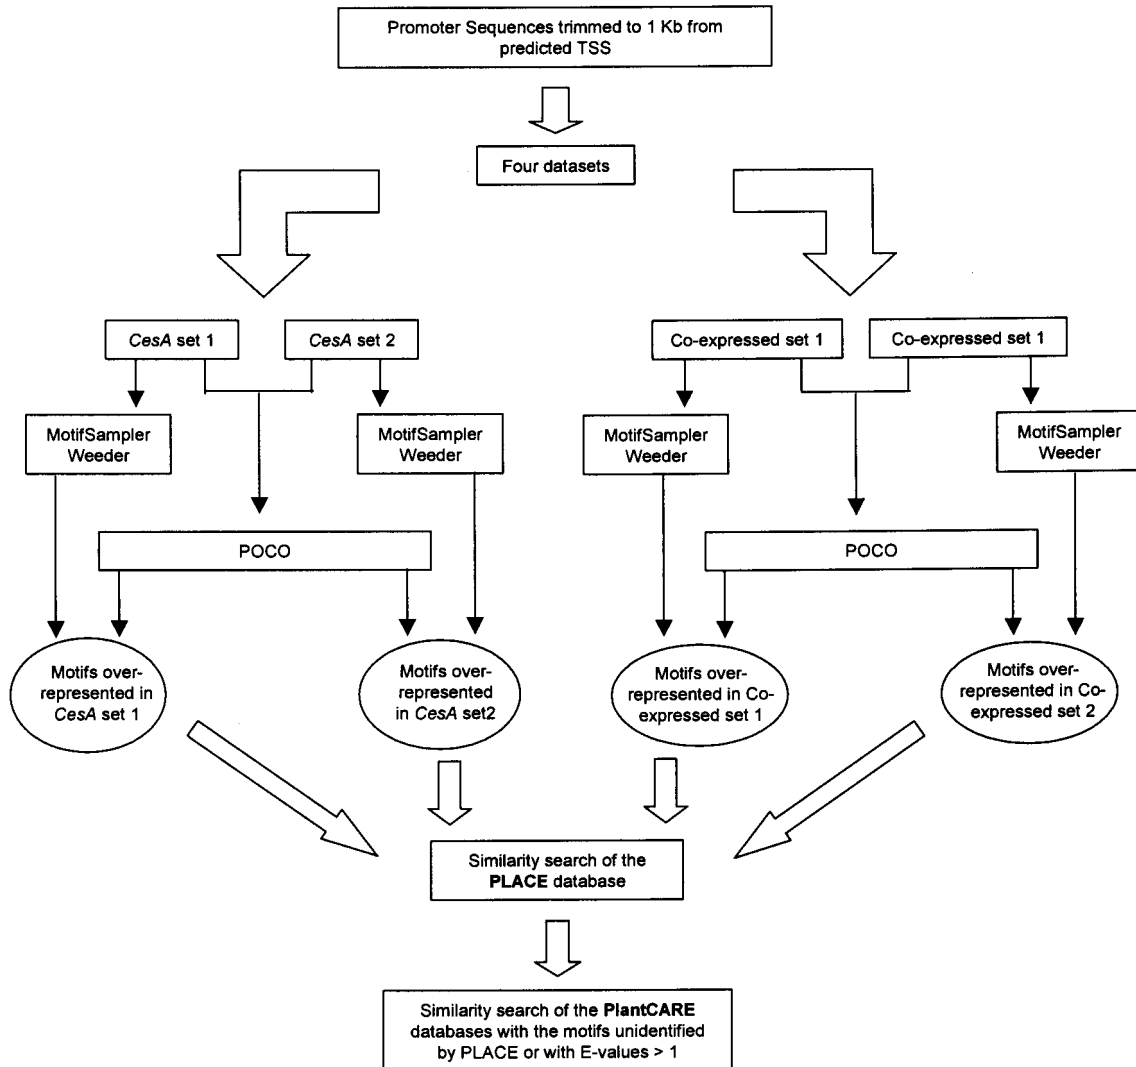 Promoter Sequences trimmed to 1 Kb from
predicted TSS
Four datasets
CesA set 1
CesA set 2
Co-expressed set 1
Co-expressed set 1
MotifSampler
Weeder
MotifSampler
Weeder
MotifSampler
Weeder
MotifSampler
Weeder
POCO
POCO
Motifs over-
represented in
CesA set 1
Motifs over-
represented
in CesA set2
Motifs over-
represented in Co-
expressed set 1
Motifs over-
represented in Co-
expressed set 2
Similarity search of the
PLACE database
Similarity search of the PlantCARE
databases with the motifs unidentified
by PLACE or with E-values > 1